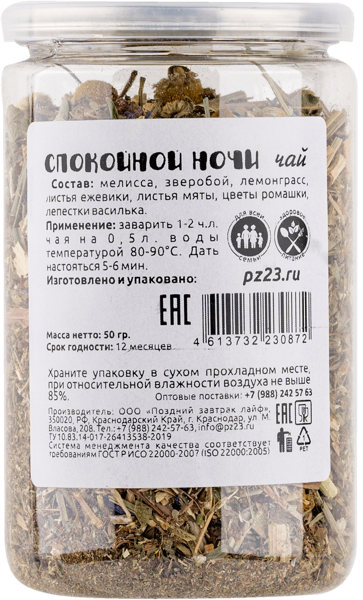 СПОКОЙНОЙ НОЧИ чай
Состав: мелисса, зверобой, лемонграсс,
листья ежевики, листья мяты, цветы ромашки,
лепестки василька.
Применение: заварить 1-2 ч.л.
чая на 0,5л. воды
температурой 80-90°С. Дать
настояться 5-6 мин.
Изготовлено и упаковано:
для всей
семьи
здоровое
питание
pz23.ru
EAC
Масса нетто: 50 гр.
Срок годности: 12 месяцев
4 613732 230872
Храните упаковку в сухом прохладном месте,
при относительной влажности воздуха не выше
85%.
Оптовые поставки: +7 (988) 242 57 63
Производитель: ООО «Поздний завтрак лайф»,
350020, РФ, Краснодарский Край, г. Краснодар, ул. М.
Власова, 208. Тел.:+7 (988) 242-57-63, info@pz23.ru
ТУ 10.83.14-017-26413538-2019
Система менеджмента качества соответствует
требованиям ГОСТ Р ИСО 22000-2007 (ISO 22000:2005)
EAC
1
PET